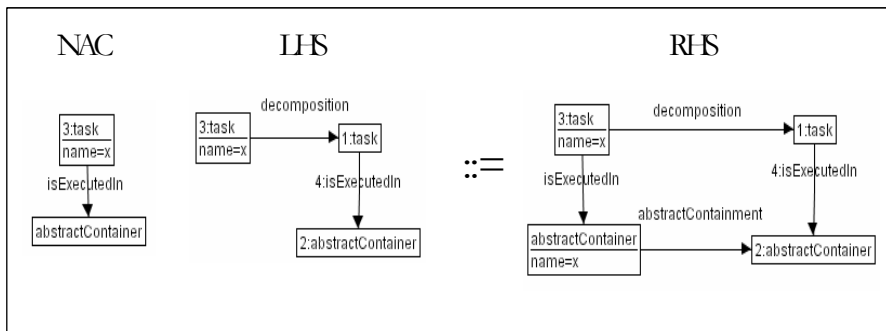 NAC LHS RHS
3:task
name=x
isExecutedIn
abstractContainer
decomposition
3:task
name=x
1:task
4:isExecutedIn
2:abstractContainer
::=
decomposition
3:task
name=x
1:task
isExecutedIn
4:isExecutedIn
abstractContainment
abstractContainer
name=x
2:abstractContainer